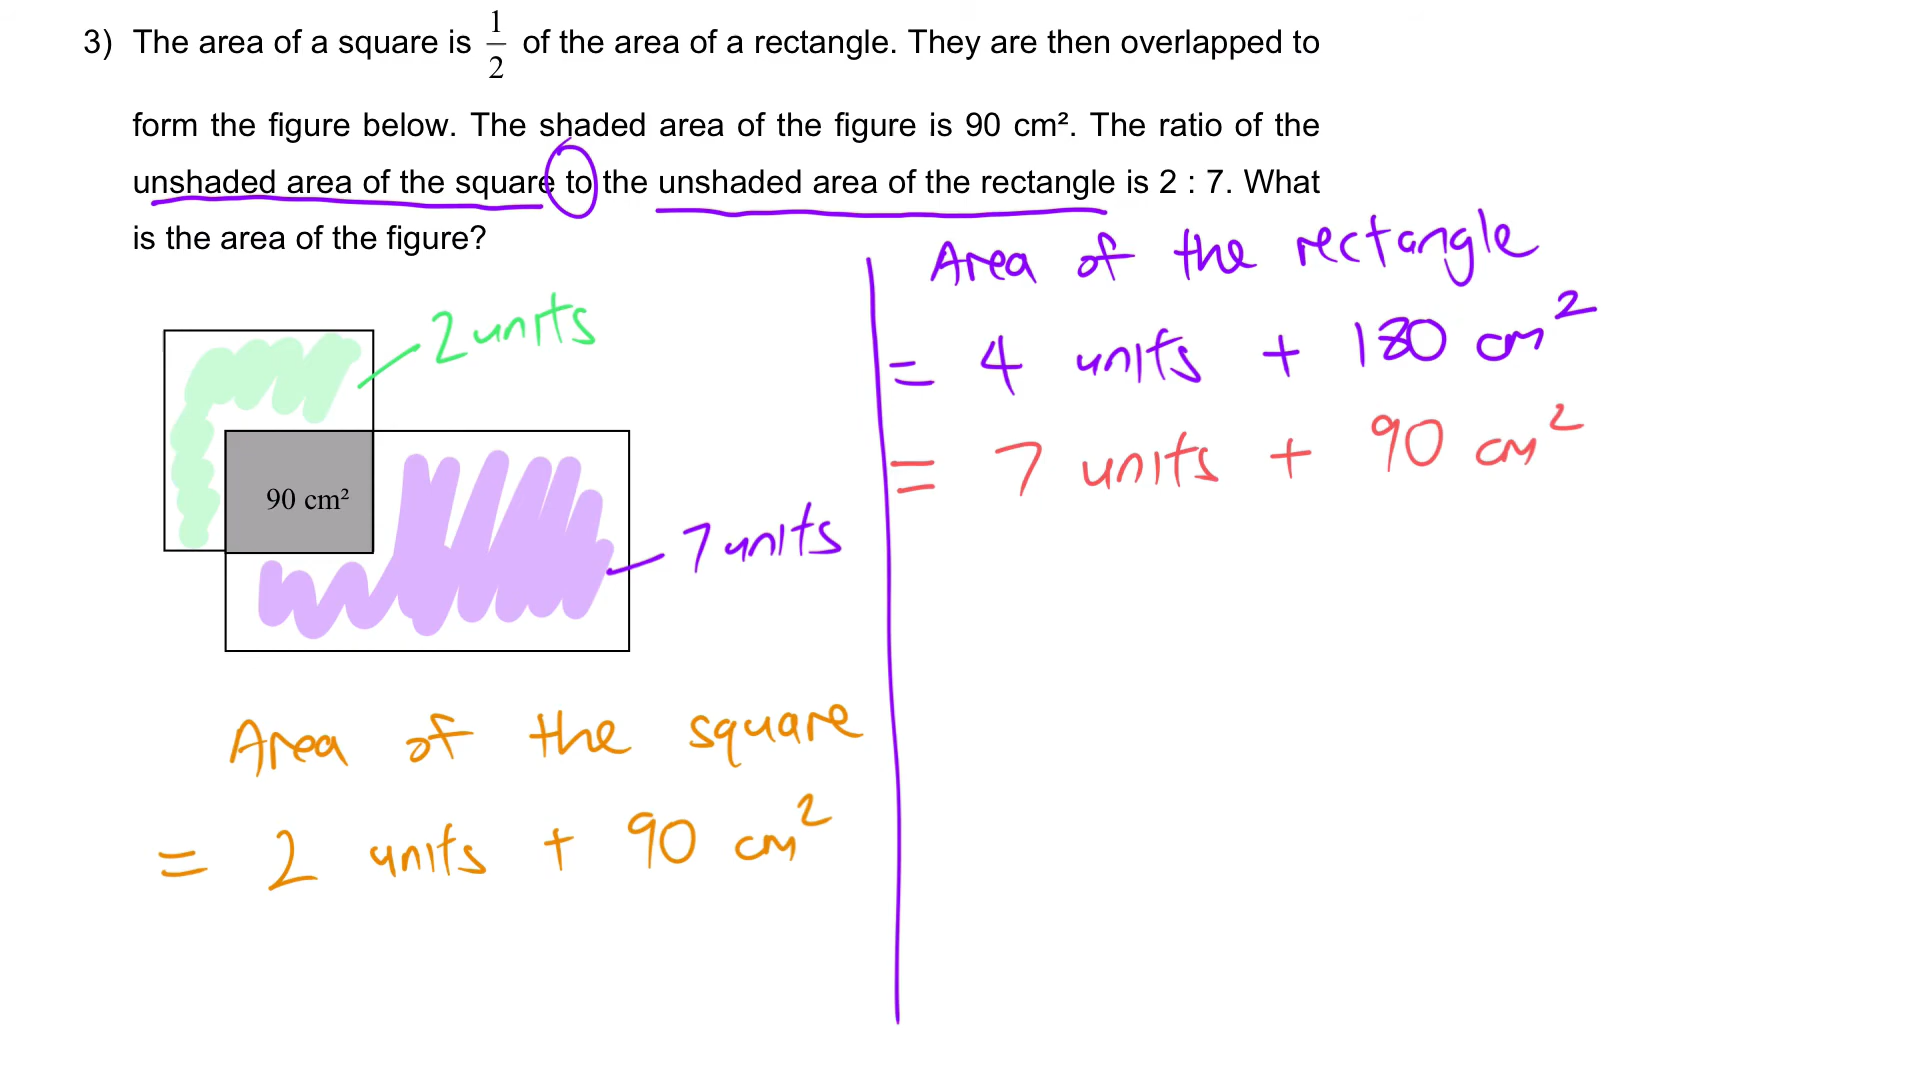 3) The area of a square is 1/2 of the area of a rectangle. They are then overlapped to
form the figure below. The shaded area of the figure is 90 cm². The ratio of the
unshaded area of the square to the unshaded area of the rectangle is 2 : 7. What
is the area of the figure?
2 units
90 cm²
7 units
Area of the square
= 2 units + 90 cm²
Area of the rectangle
= 4 units + 180 cm²
= 7 units + 90 cm²